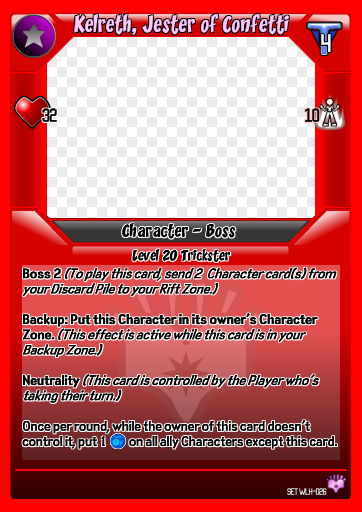 Kelreth, Jester of Confetti
4
32
10
Character - Boss
Level 20 Trickster
Boss 2 (To play this card, send 2 Character card(s) from
your Discard Pile to your Rift Zone.)
Backup: Put this Character in its owner's Character
Zone. (This effect is active while this card is in your
Backup Zone.)
Neutrality (This card is controlled by the Player who's
taking their turn.)
Once per round, while the owner of this card doesn't
control it, put 1 on all ally Characters except this card.
SET WLH-026